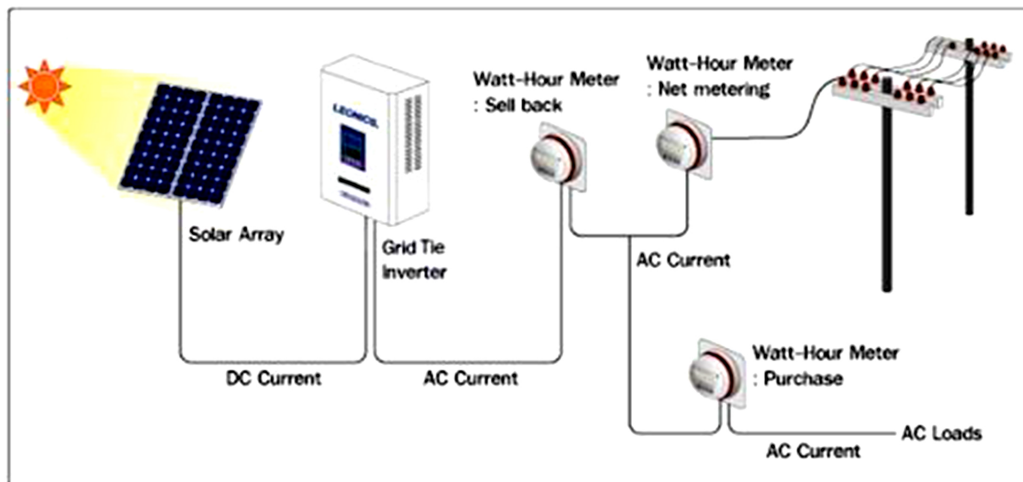 Watt-Hour Meter
: Net metering
Watt-Hour Meter
: Sell back
LEONICS.
Solar Array
Grid Tie
Inverter
AC Current
DC Current
AC Current
Watt-Hour Meter
: Purchase
AC Loads
AC Current